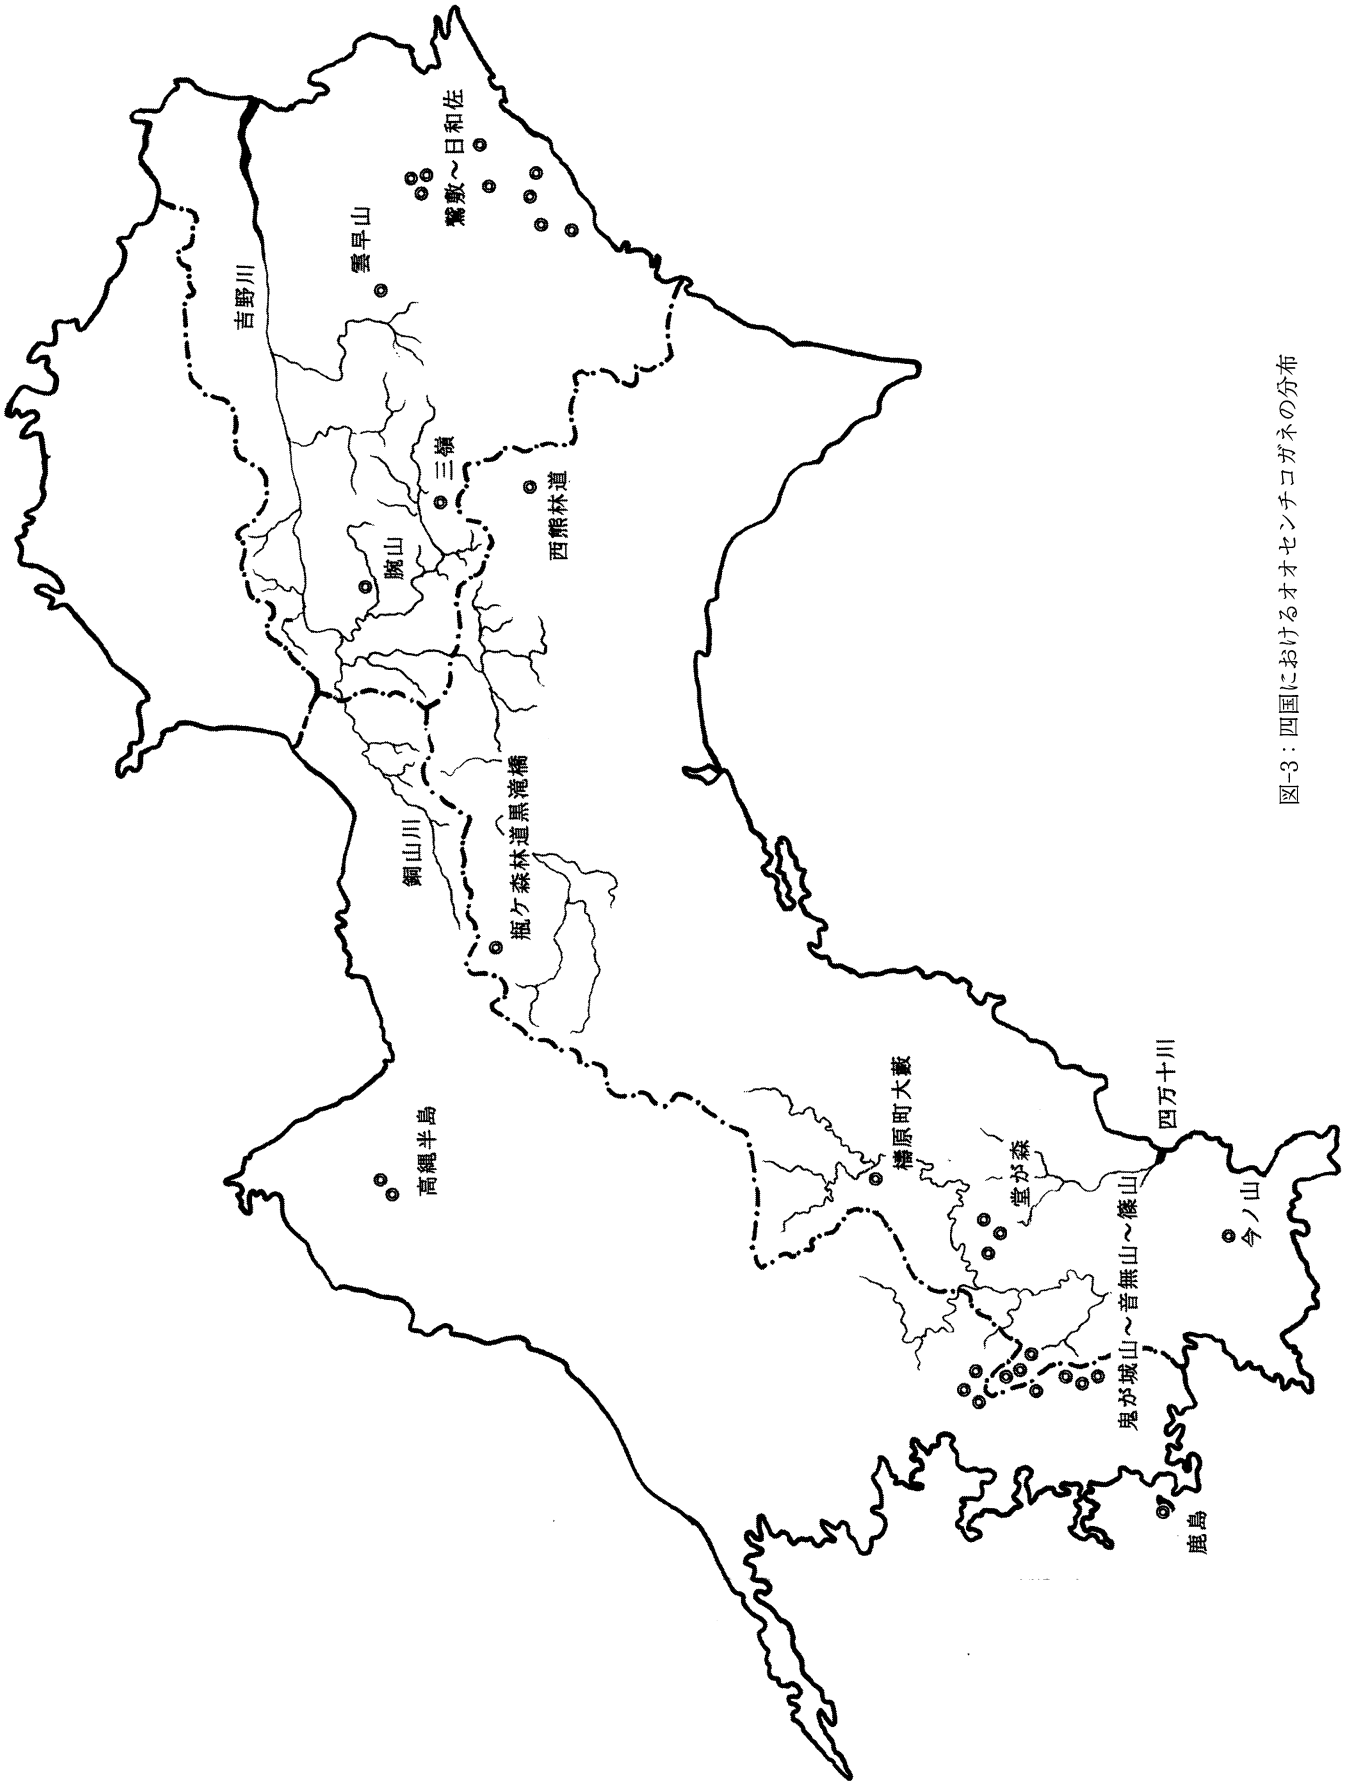 吉野川
雲早山
鷲敷～日和佐
三嶺
腕山
西熊林道
銅山川
瓶ケ森林道黒滝橋
高縄半島
檮原町大藪
堂が森
四万十川
鬼が城山～音無山～篠山
今ノ山
鹿島
図-3：四国におけるオオセンチコガネの分布